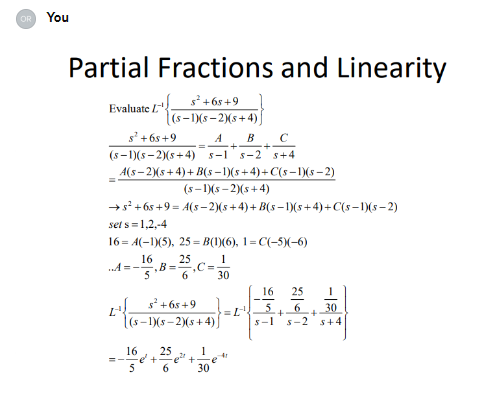 OR You
Partial Fractions and Linearity
Evaluate L⁻¹{(s² + 6s + 9)/((s − 1)(s − 2)(s + 4))}
(s² + 6s + 9)/((s − 1)(s − 2)(s + 4)) = A/(s − 1) + B/(s − 2) + C/(s + 4)
= (A(s − 2)(s + 4) + B(s − 1)(s + 4) + C(s − 1)(s − 2))/((s − 1)(s − 2)(s + 4))
→ s² + 6s + 9 = A(s − 2)(s + 4) + B(s − 1)(s + 4) + C(s − 1)(s − 2)
set s = 1,2,-4
16 = A(−1)(5), 25 = B(1)(6), 1 = C(−5)(−6)
..A = −16/5, B = 25/6, C = 1/30
L⁻¹{(s² + 6s + 9)/((s − 1)(s − 2)(s + 4))} = L⁻¹{(−16/5)/(s − 1) + (25/6)/(s − 2) + (1/30)/(s + 4)}
= −16/5 eᵗ + 25/6 e²ᵗ + 1/30 e⁻⁴ᵗ